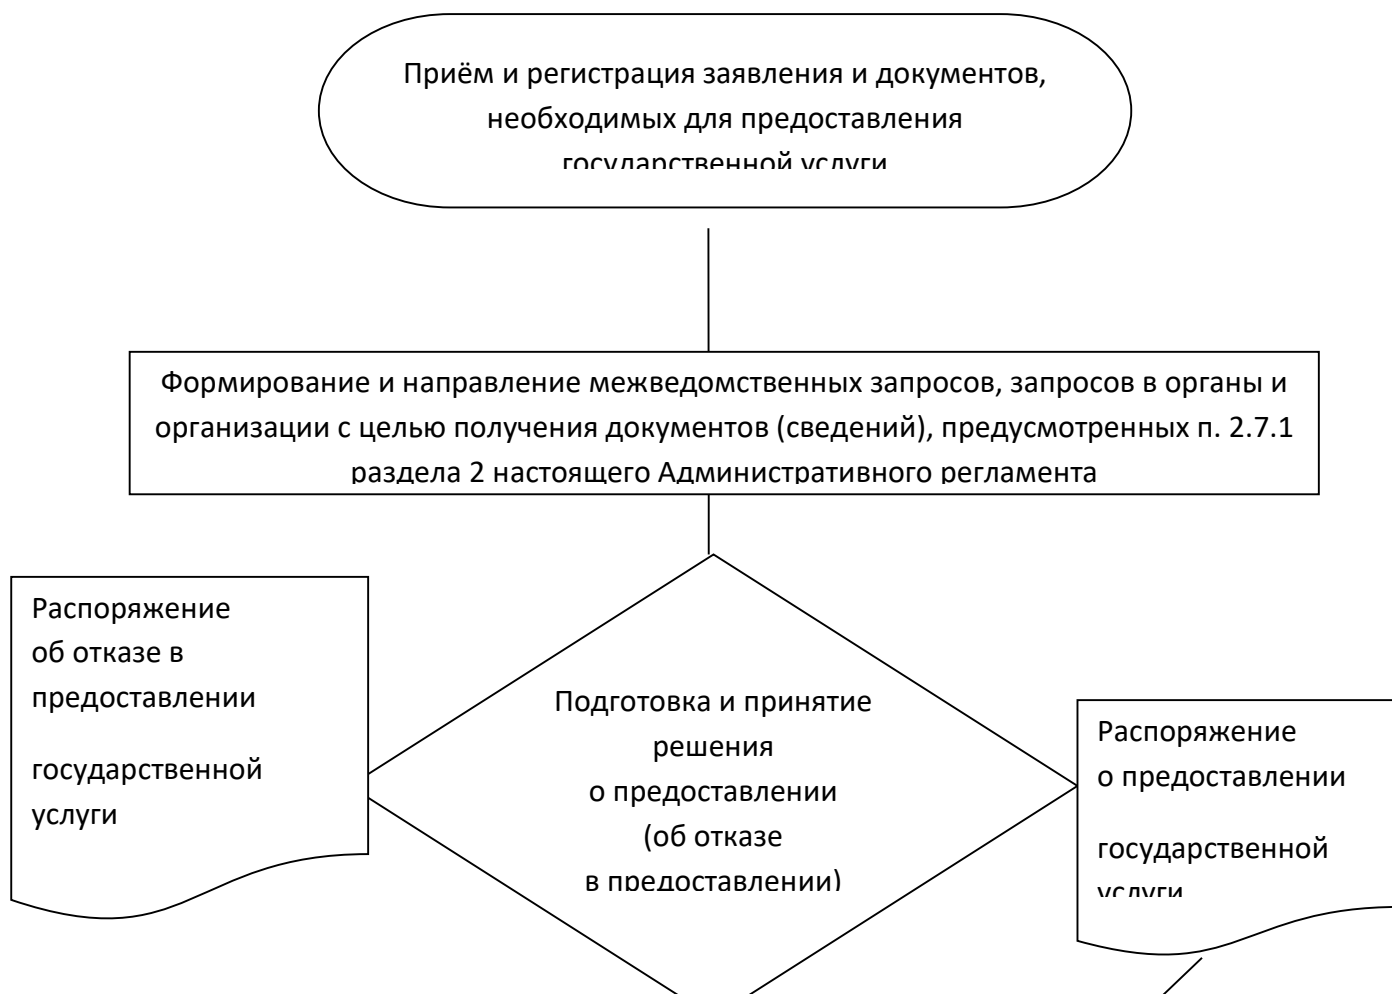 Приём и регистрация заявления и документов,
необходимых для предоставления
государственной услуги
Формирование и направление межведомственных запросов, запросов в органы и
организации с целью получения документов (сведений), предусмотренных п. 2.7.1
раздела 2 настоящего Административного регламента
Распоряжение
об отказе в
предоставлении
государственной
услуги
Подготовка и принятие
решения
о предоставлении
(об отказе
в предоставлении)
Распоряжение
о предоставлении
государственной
услуги